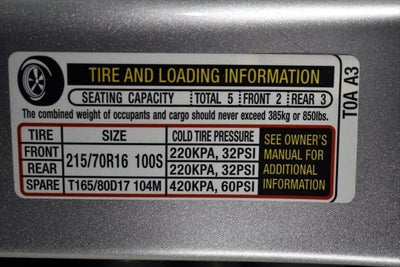 TIRE AND LOADING INFORMATION
SEATING CAPACITY TOTAL 5 FRONT 2 REAR 3
The combined weight of occupants and cargo should never exceed 385kg or 850lbs.
TIRE SIZE COLD TIRE PRESSURE
FRONT 215/70R16 100S 220KPA, 32PSI
REAR 220KPA, 32PSI
SPARE T165/80D17 104M 420KPA, 60PSI
SEE OWNER'S
MANUAL FOR
ADDITIONAL
INFORMATION
TOA A3